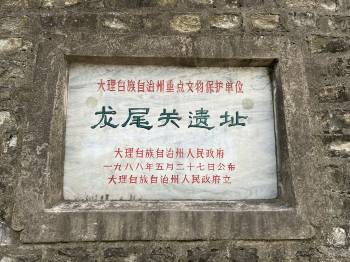 大理白族自治州重点文物保护单位
龙尾关遗址
大理白族自治州人民政府
一九八八年五月二十七日公布
大理白族自治州人民政府立